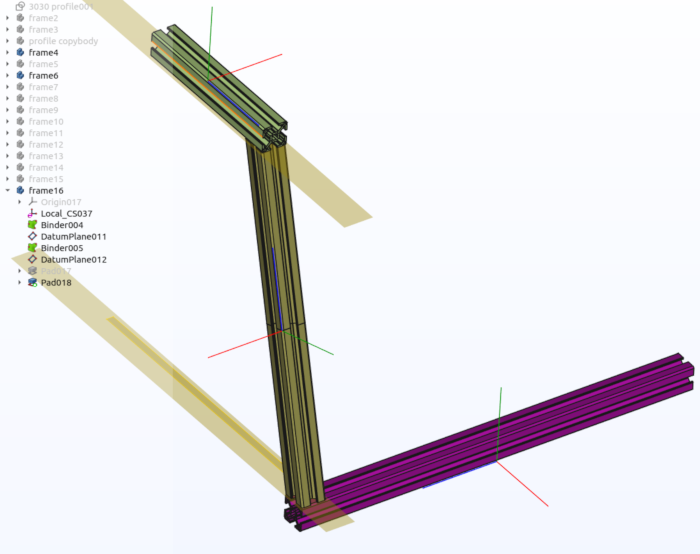 3030 profile001
frame2
frame3
profile copybody
frame4
frame5
frame6
frame7
frame8
frame9
frame10
frame11
frame12
frame13
frame14
frame15
frame16
Origin017
Local_CS037
Binder004
DatumPlane011
Binder005
DatumPlane012
Pad017
Pad018